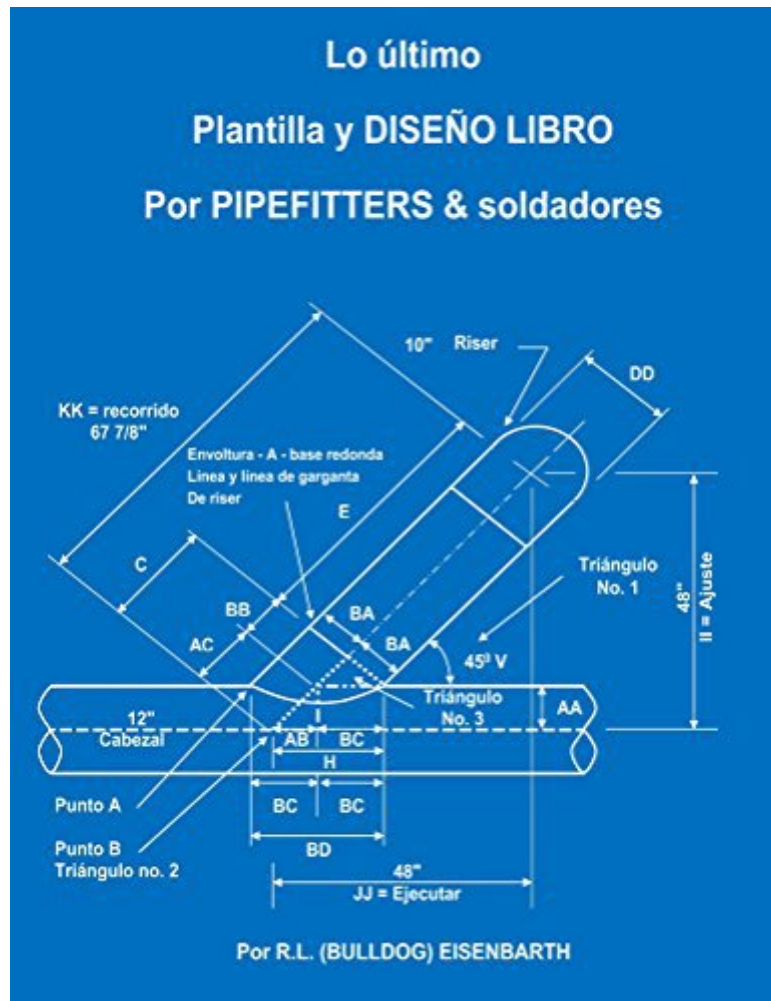 Lo último
Plantilla y DISEÑO LIBRO
Por PIPEFITTERS & soldadores
10" Riser
DD
KK = recorrido
67 7/8"
Envoltura - A - base redonda
Linea y linea de garganta
De riser
E
C
Triángulo
No. 1
48"
II = Ajuste
BB
BA
AC
BA
45⁰ V
Triángulo
No. 3
AA
12"
Cabezal
I
AB
BC
H
Punto A
BC
BC
Punto B
Triángulo no. 2
BD
48"
JJ = Ejecutar
Por R.L. (BULLDOG) EISENBARTH